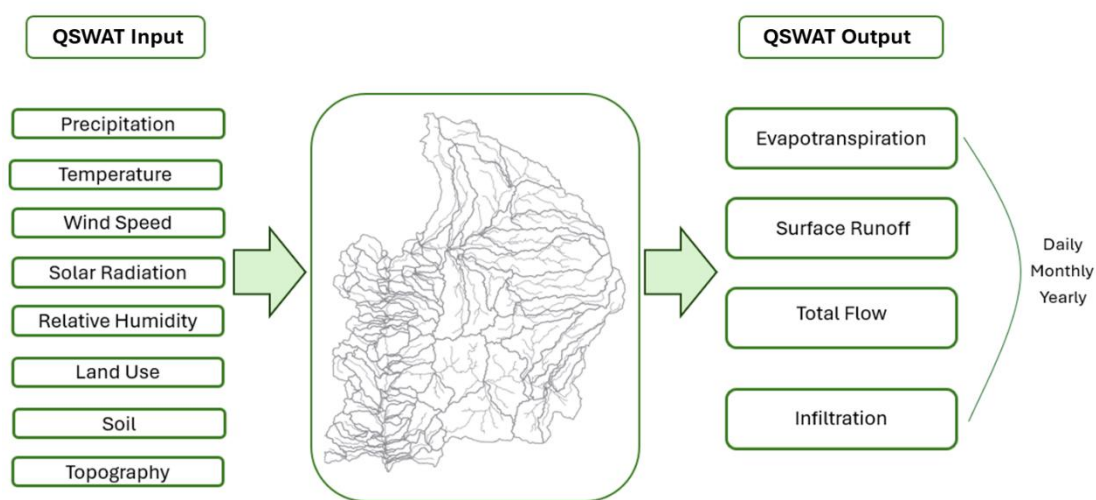 QSWAT Input
Precipitation
Temperature
Wind Speed
Solar Radiation
Relative Humidity
Land Use
Soil
Topography
QSWAT Output
Evapotranspiration
Surface Runoff
Total Flow
Infiltration
Daily
Monthly
Yearly